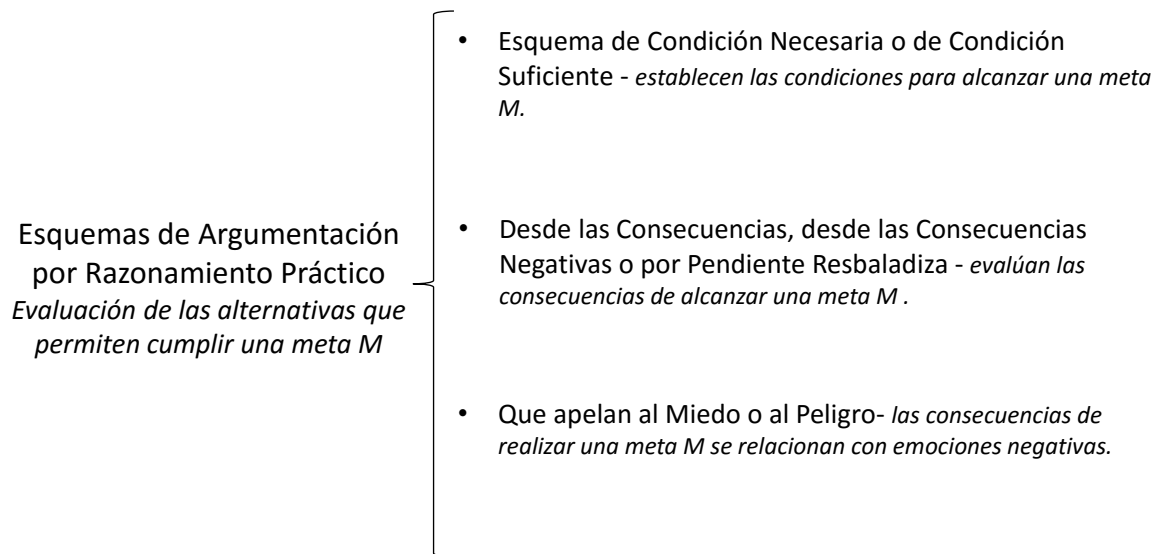 Esquemas de Argumentación
por Razonamiento Práctico
Evaluación de las alternativas que
permiten cumplir una meta M
• Esquema de Condición Necesaria o de Condición
Suficiente - establecen las condiciones para alcanzar una meta
M.
• Desde las Consecuencias, desde las Consecuencias
Negativas o por Pendiente Resbaladiza - evalúan las
consecuencias de alcanzar una meta M .
• Que apelan al Miedo o al Peligro- las consecuencias de
realizar una meta M se relacionan con emociones negativas.